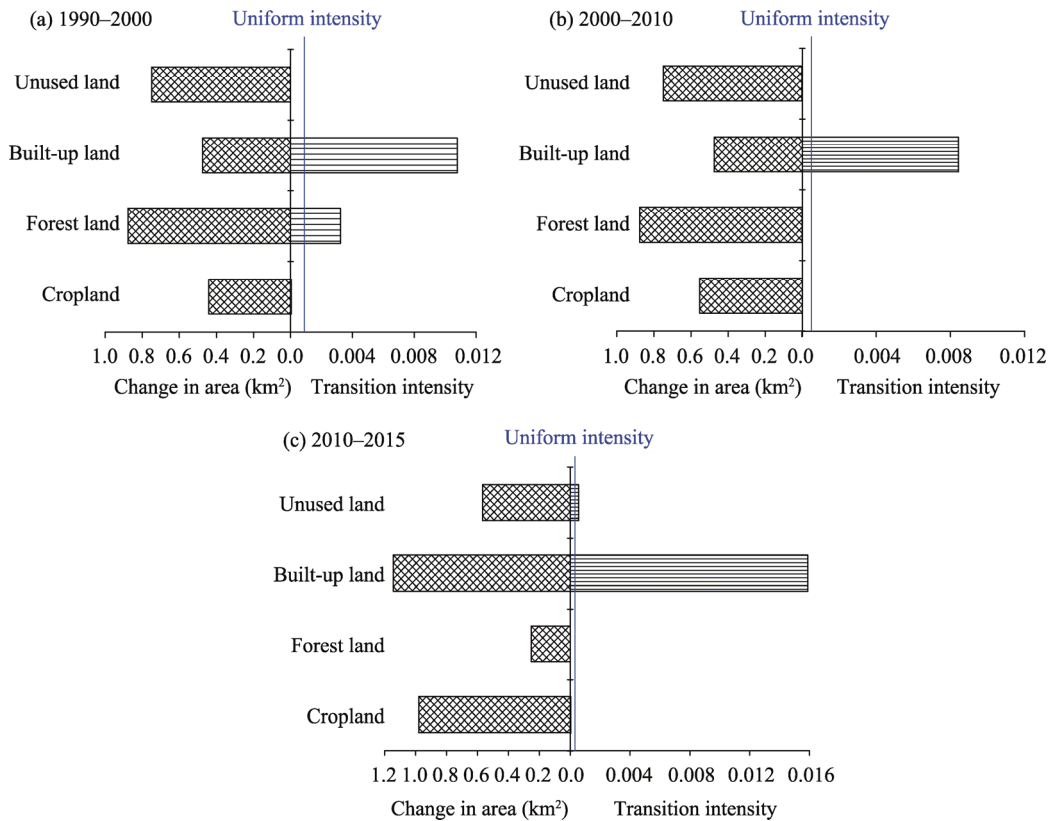 (a) 1990–2000
Uniform intensity
Unused land
Built-up land
Forest land
Cropland
1.0 0.8 0.6 0.4 0.2 0.0 0.004 0.008 0.012
Change in area (km²) Transition intensity
(b) 2000–2010
Uniform intensity
Unused land
Built-up land
Forest land
Cropland
1.0 0.8 0.6 0.4 0.2 0.0 0.004 0.008 0.012
Change in area (km²) Transition intensity
(c) 2010–2015
Uniform intensity
Unused land
Built-up land
Forest land
Cropland
1.2 1.0 0.8 0.6 0.4 0.2 0.0 0.004 0.008 0.012 0.016
Change in area (km²) Transition intensity